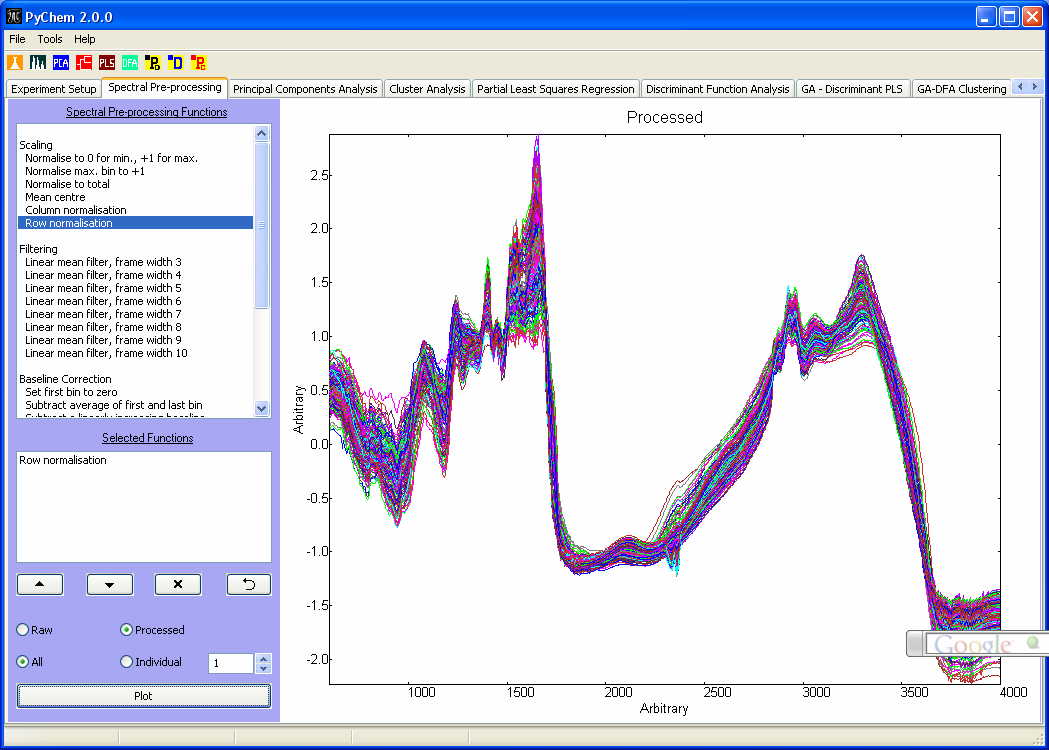 PyChem 2.0.0
File Tools Help
PCA PLS DFA P D P
Experiment Setup Spectral Pre-processing Principal Components Analysis Cluster Analysis Partial Least Squares Regression Discriminant Function Analysis GA - Discriminant PLS GA-DFA Clustering
Spectral Pre-processing Functions
Scaling
Normalise to 0 for min., +1 for max.
Normalise max. bin to +1
Normalise to total
Mean centre
Column normalisation
Row normalisation
Filtering
Linear mean filter, frame width 3
Linear mean filter, frame width 4
Linear mean filter, frame width 5
Linear mean filter, frame width 6
Linear mean filter, frame width 7
Linear mean filter, frame width 8
Linear mean filter, frame width 9
Linear mean filter, frame width 10
Baseline Correction
Set first bin to zero
Subtract average of first and last bin
Subtract a linearly increasing baseline
Selected Functions
Row normalisation
Raw Processed
All Individual 1
Plot
Processed
2.5
2.0
1.5
1.0
0.5
0.0
-0.5
-1.0
-1.5
-2.0
Arbitrary
1000 1500 2000 2500 3000 3500 4000
Arbitrary
Google